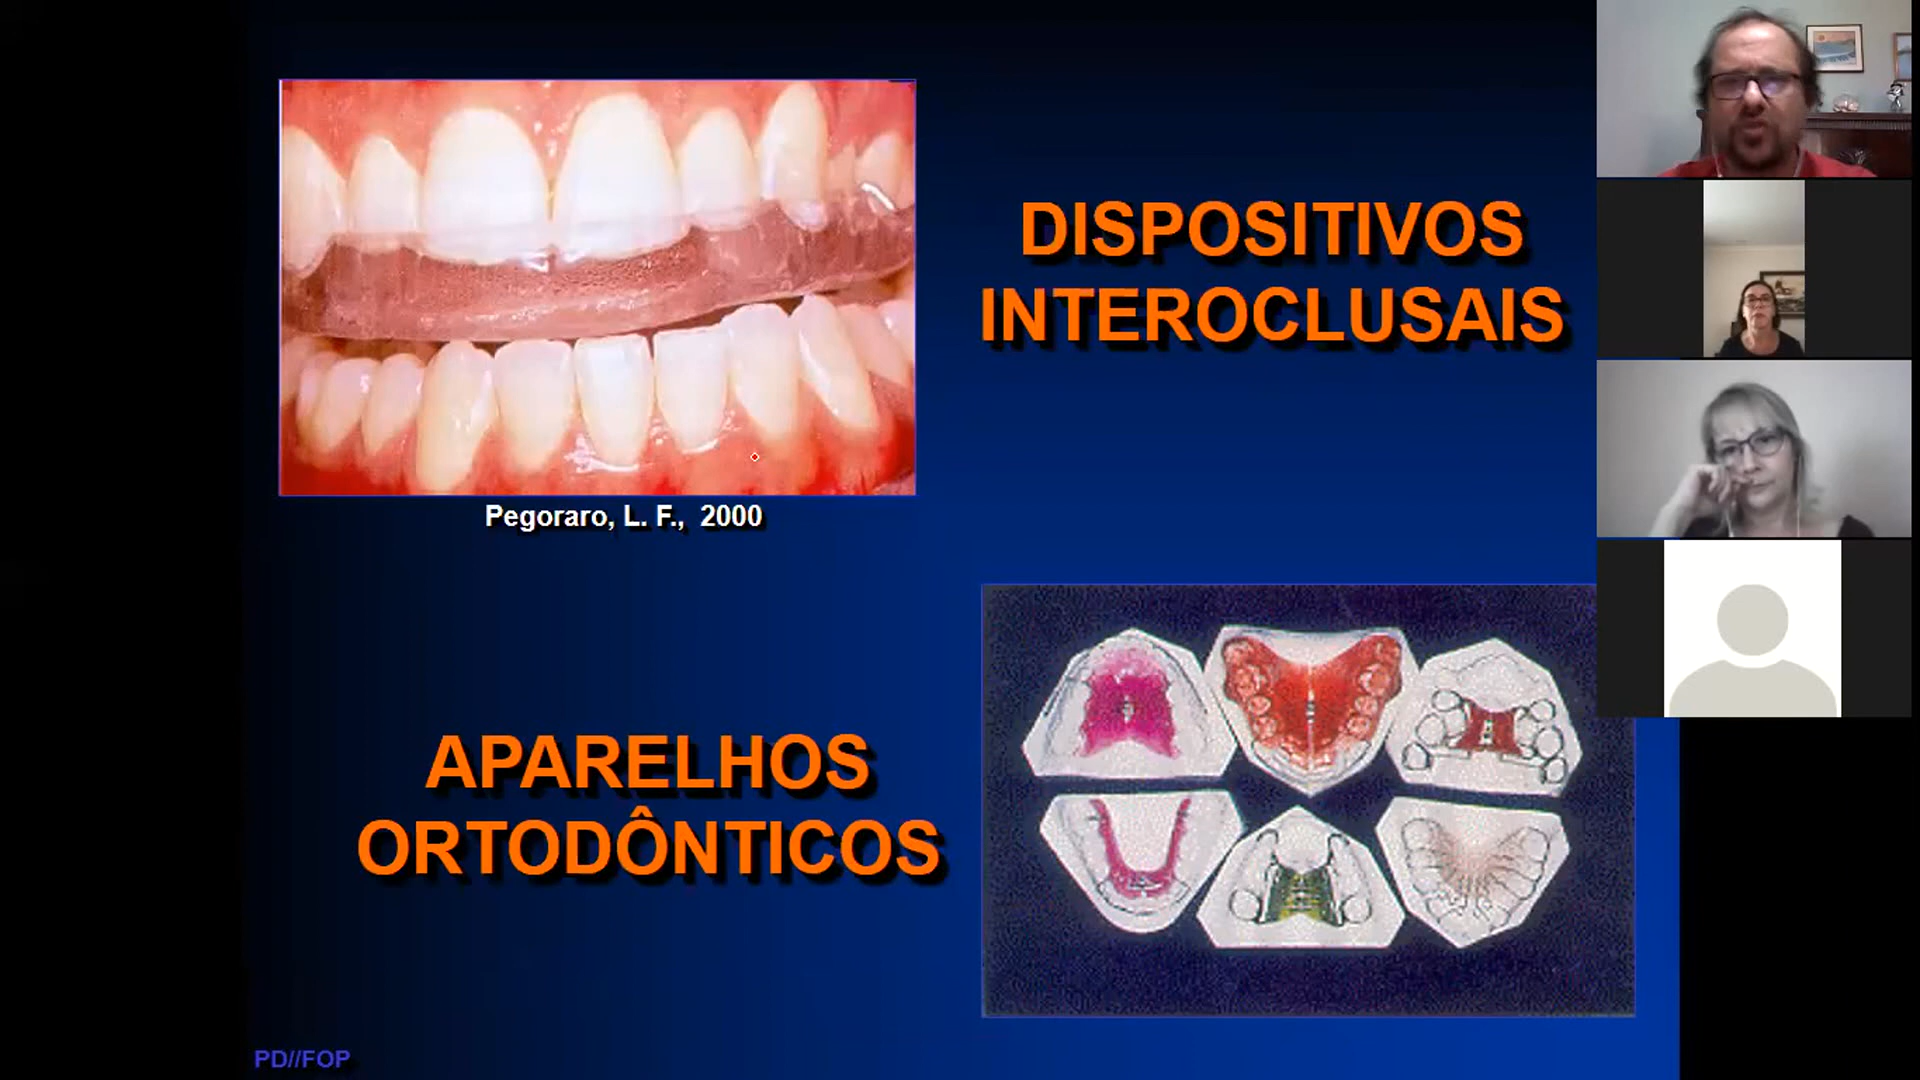 DISPOSITIVOS
INTEROCLUSAIS
Pegoraro, L. F.,  2000
APARELHOS
ORTODÔNTICOS
PD//FOP